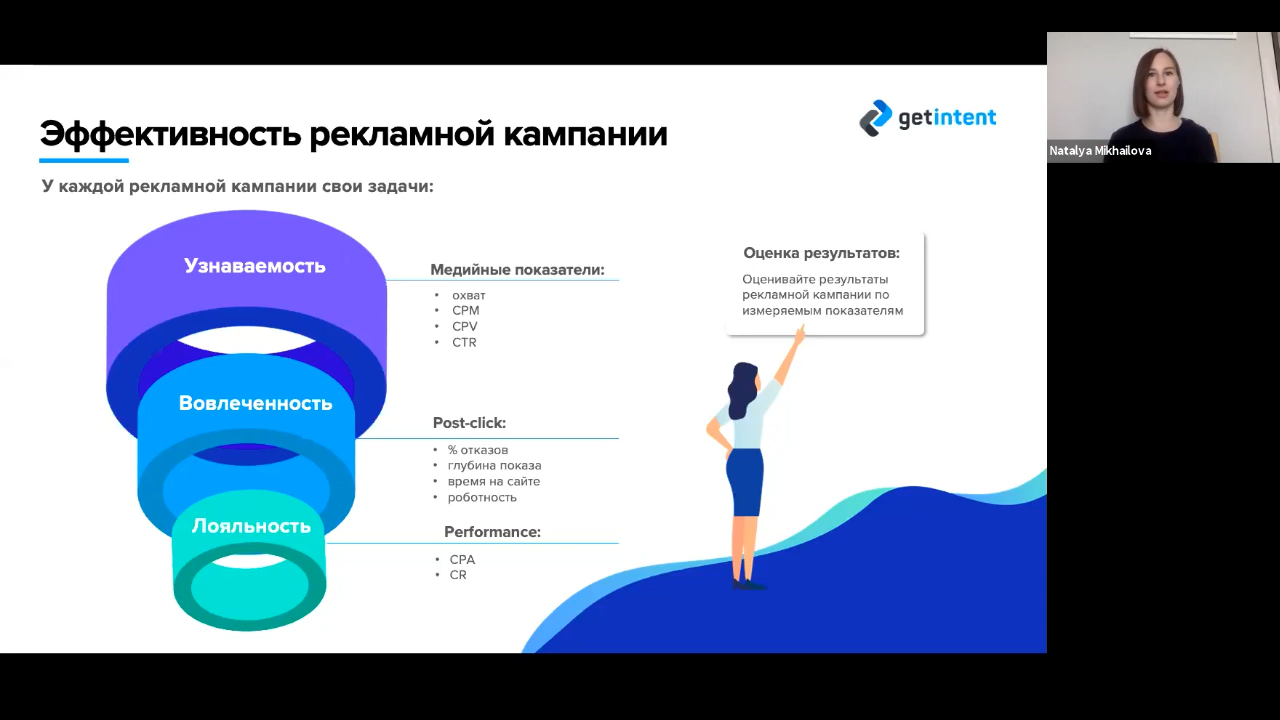 Эффективность рекламной кампании
getintent
Natalya Mikhailova
У каждой рекламной кампании свои задачи:
Узнаваемость
Медийные показатели:
• охват
• CPM
• CPV
• CTR
Оценка результатов:
Оценивайте результаты
рекламной кампании по
измеряемым показателям
Вовлеченность
Post-click:
• % отказов
• глубина показа
• время на сайте
• роботность
Лояльность
Performance:
• CPA
• CR